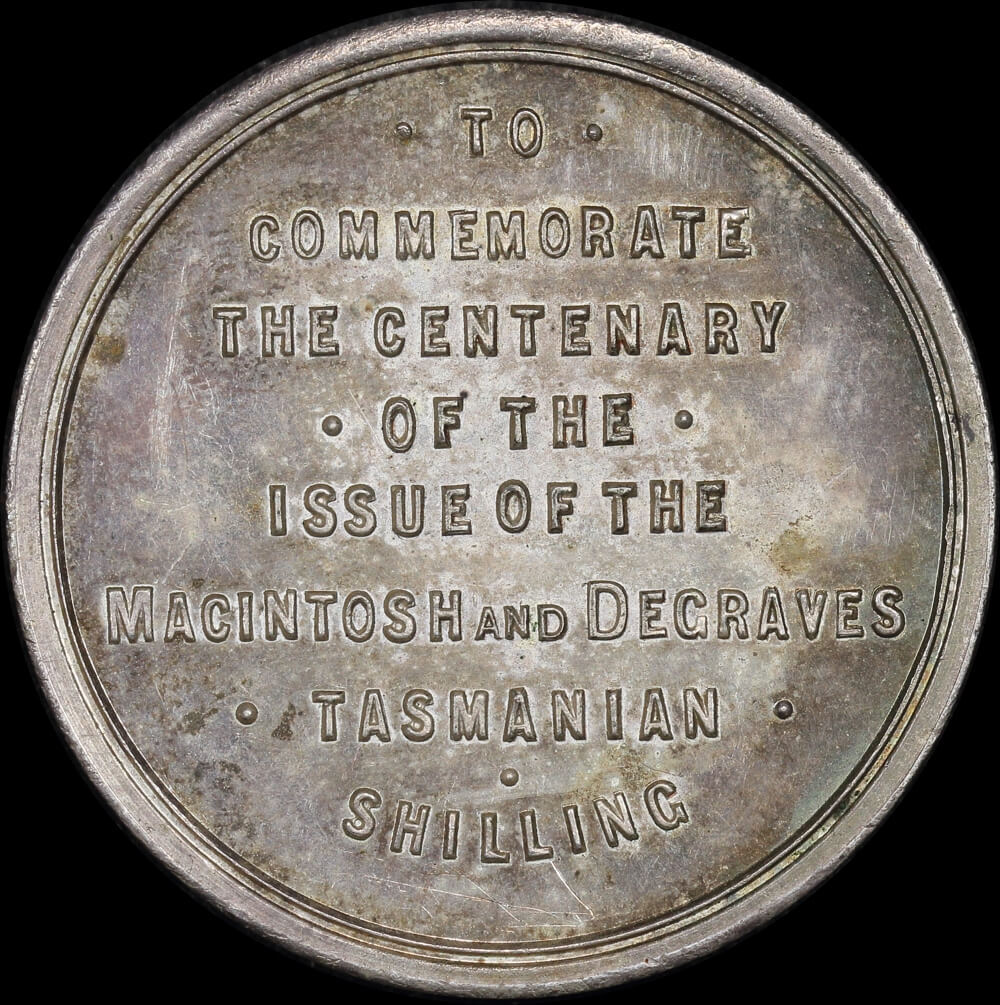 · TO ·
COMMEMORATE
THE CENTENARY
· OF THE ·
ISSUE OF THE
MACINTOSH AND DEGRAVES
· TASMANIAN ·
·
SHILLING